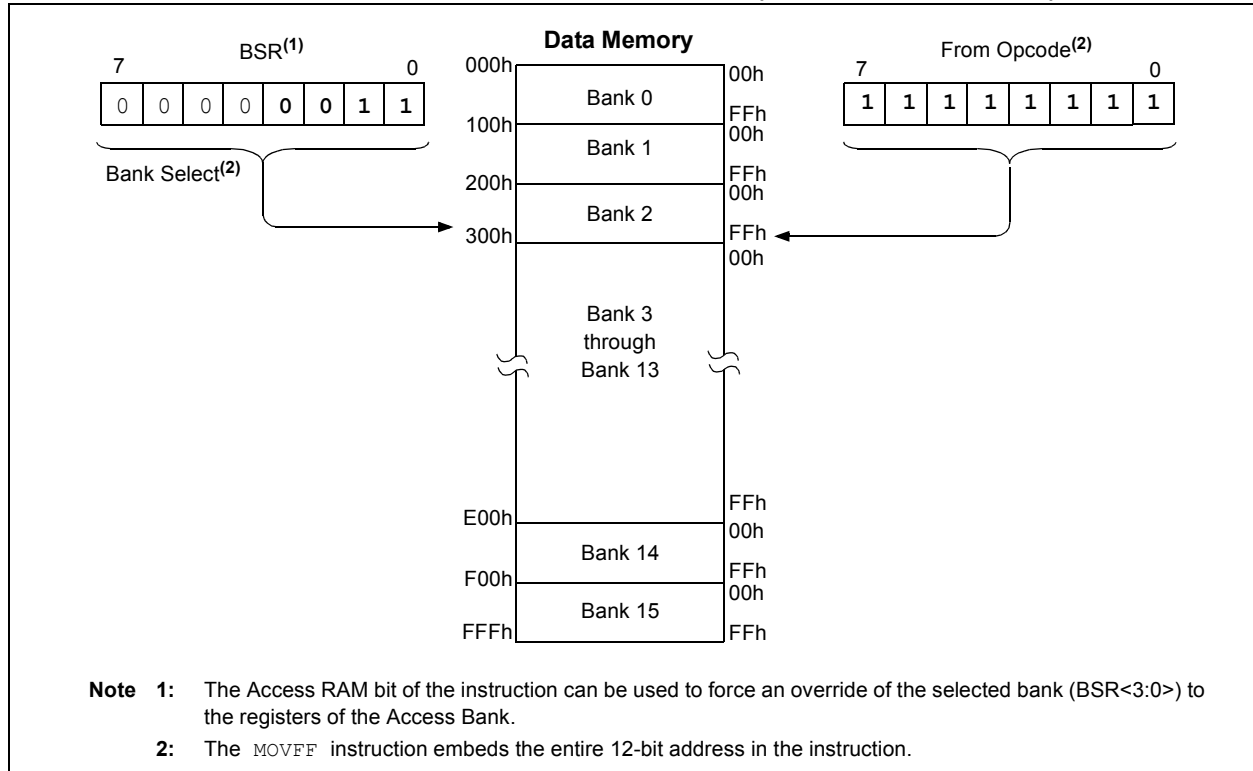 Data Memory
BSR(1)
7 0
0 0 0 0 0 0 1 1
Bank Select(2)
From Opcode(2)
7 0
1 1 1 1 1 1 1 1
000h
00h
Bank 0
FFh
100h
00h
Bank 1
FFh
200h
00h
Bank 2
FFh
300h
00h
Bank 3
through
Bank 13
FFh
E00h
00h
Bank 14
FFh
F00h
00h
Bank 15
FFFh
FFh
Note 1: The Access RAM bit of the instruction can be used to force an override of the selected bank (BSR<3:0>) to
the registers of the Access Bank.
2: The MOVFF instruction embeds the entire 12-bit address in the instruction.